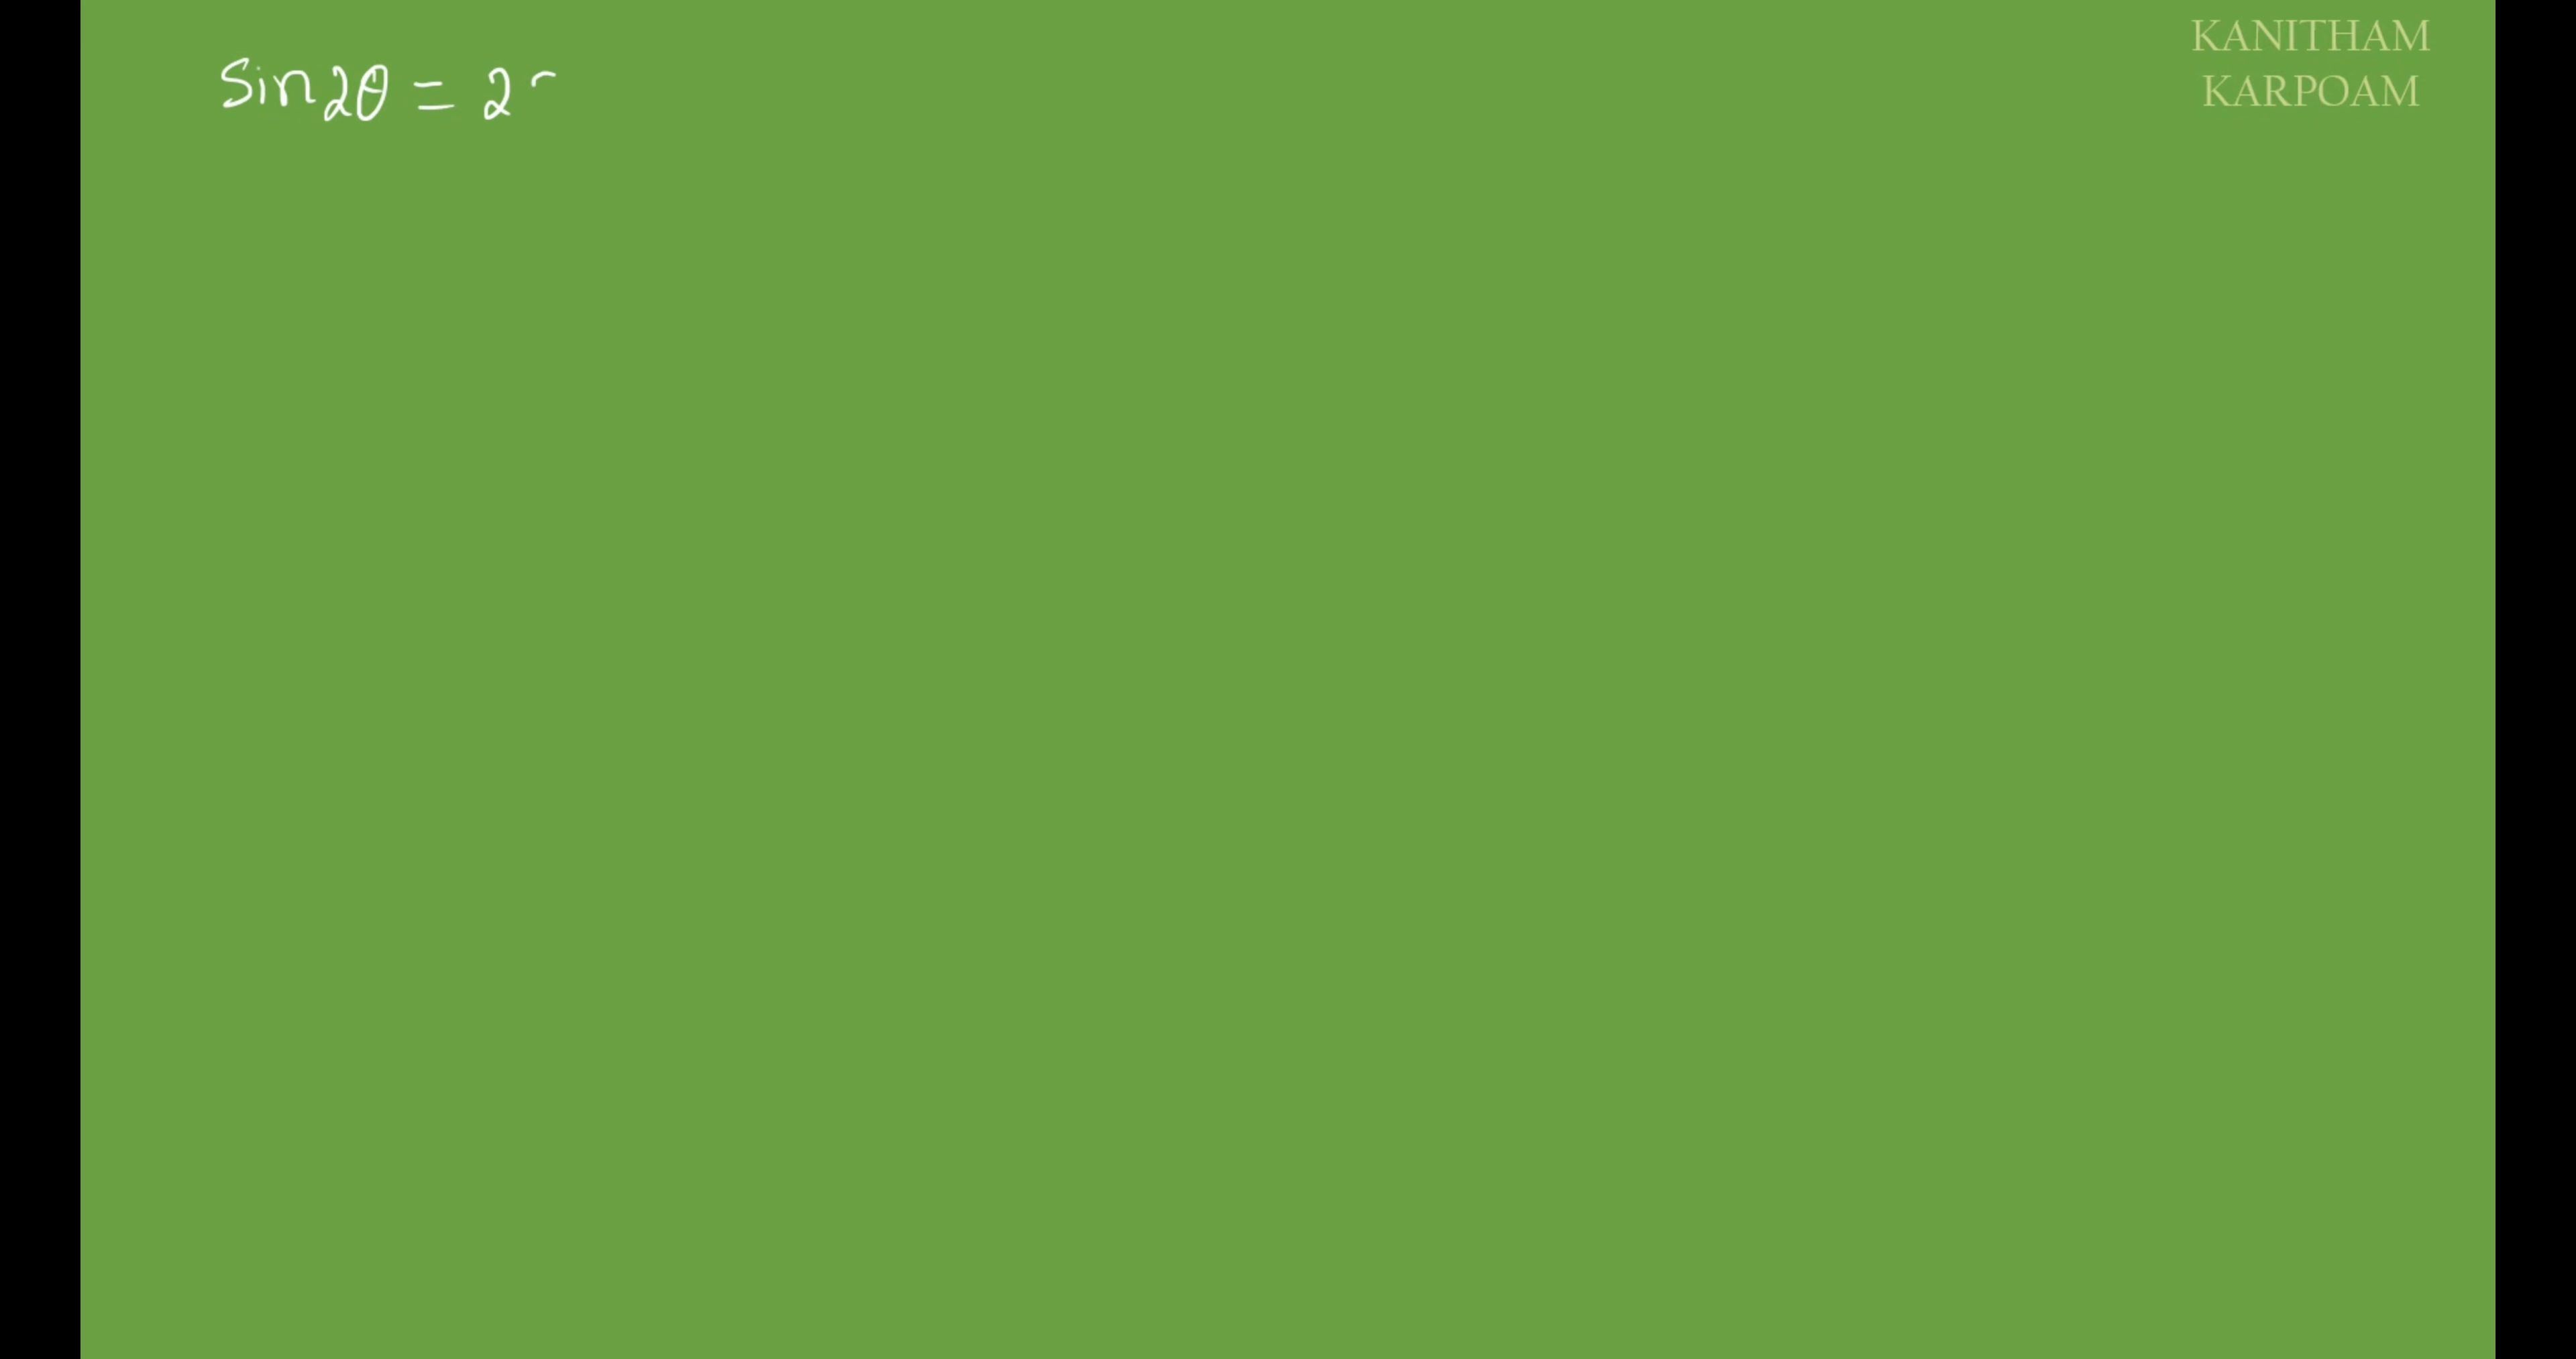 KANITHAM
KARPOAM
Sin2θ = 2